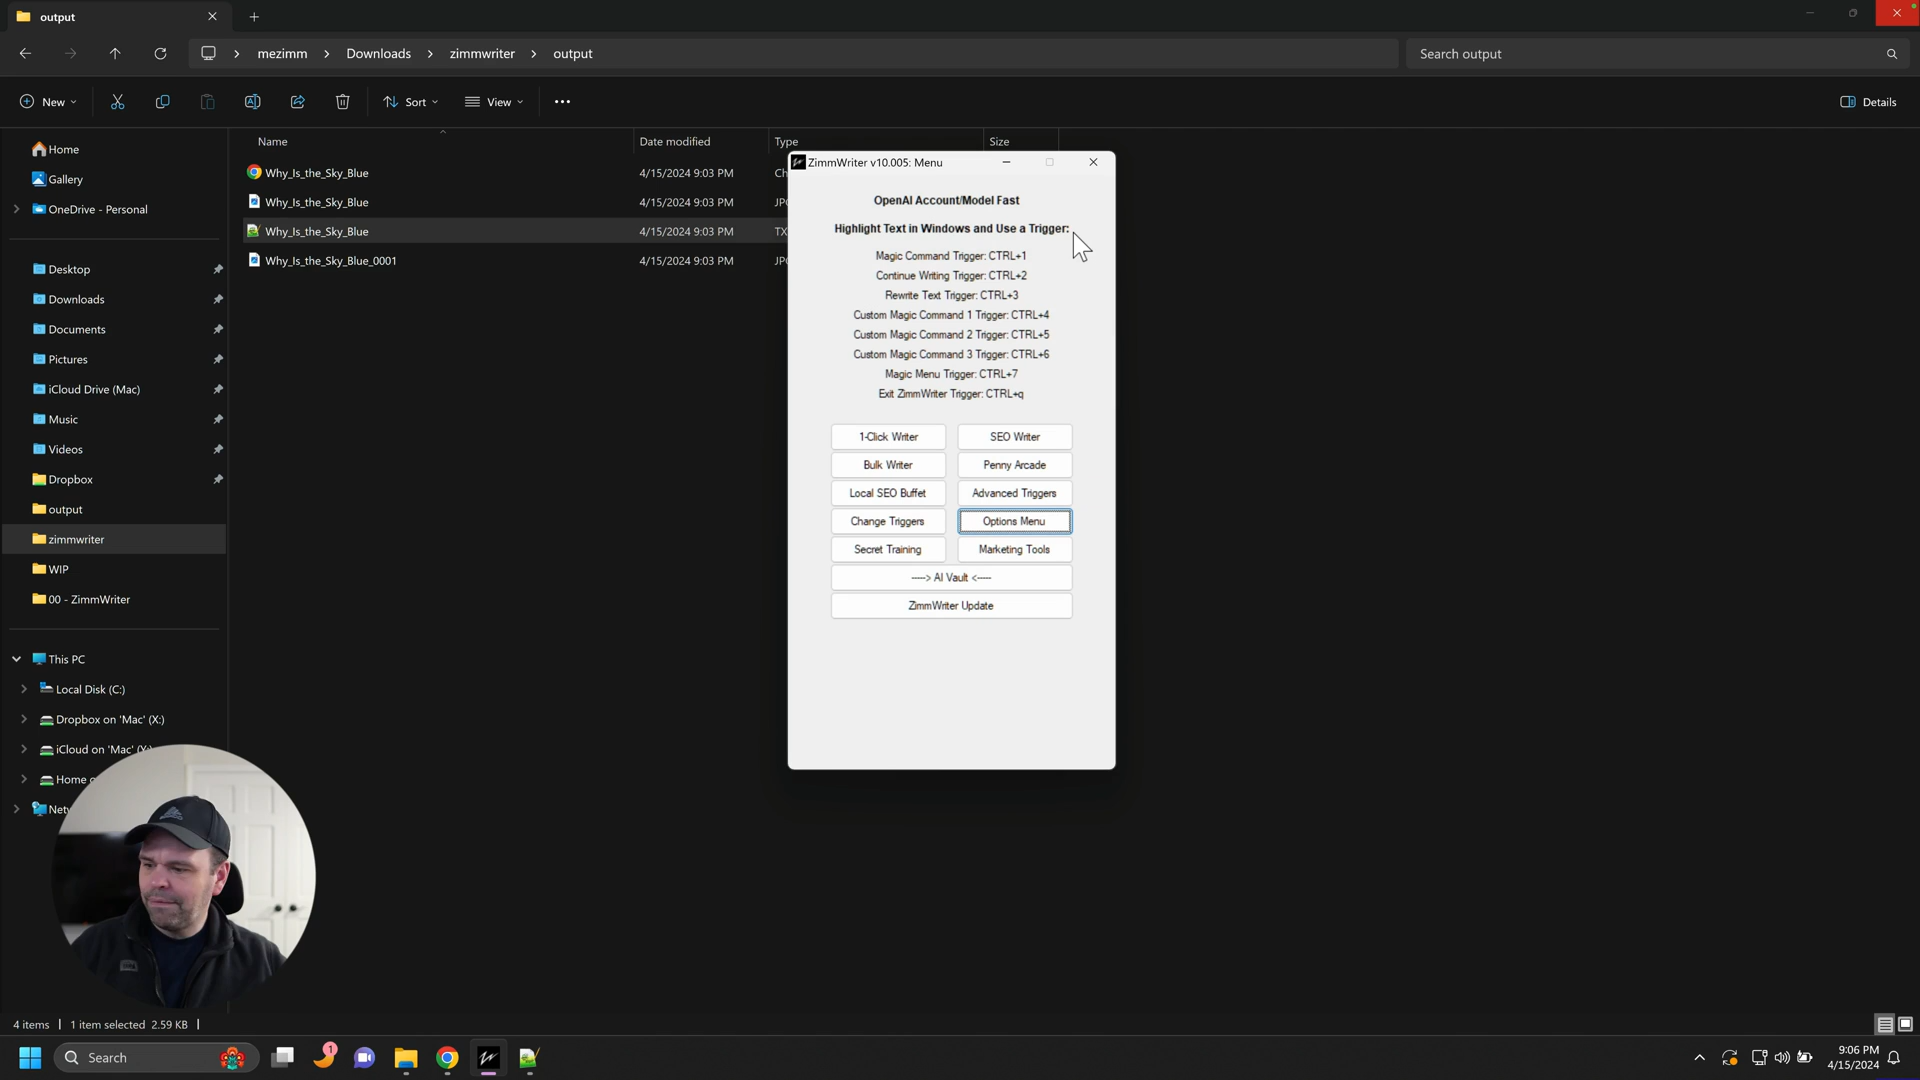 output
mezimm > Downloads > zimmwriter > output
Search output
New
Sort
View
Details
Name
Date modified
Type
Size
Home
Gallery
OneDrive - Personal
Desktop
Downloads
Documents
Pictures
iCloud Drive (Mac)
Music
Videos
Dropbox
output
zimmwriter
WIP
00 - ZimmWriter
This PC
Local Disk (C:)
Dropbox on 'Mac' (X:)
iCloud on 'Mac'
Home
Why_Is_the_Sky_Blue 4/15/2024 9:03 PM
Why_Is_the_Sky_Blue 4/15/2024 9:03 PM
Why_Is_the_Sky_Blue 4/15/2024 9:03 PM
Why_Is_the_Sky_Blue_0001 4/15/2024 9:03 PM
ZimmWriter v10.005: Menu
OpenAI Account/Model Fast
Highlight Text in Windows and Use a Trigger:
Magic Command Trigger: CTRL+1
Continue Writing Trigger: CTRL+2
Rewrite Text Trigger: CTRL+3
Custom Magic Command 1 Trigger: CTRL+4
Custom Magic Command 2 Trigger: CTRL+5
Custom Magic Command 3 Trigger: CTRL+6
Magic Menu Trigger: CTRL+7
Exit ZimmWriter Trigger: CTRL+q
1-Click Writer
SEO Writer
Bulk Writer
Penny Arcade
Local SEO Buffet
Advanced Triggers
Change Triggers
Options Menu
Secret Training
Marketing Tools
----> AI Vault <----
ZimmWriter Update
4 items | 1 item selected 2.59 KB |
Search
1
9:06 PM
4/15/2024